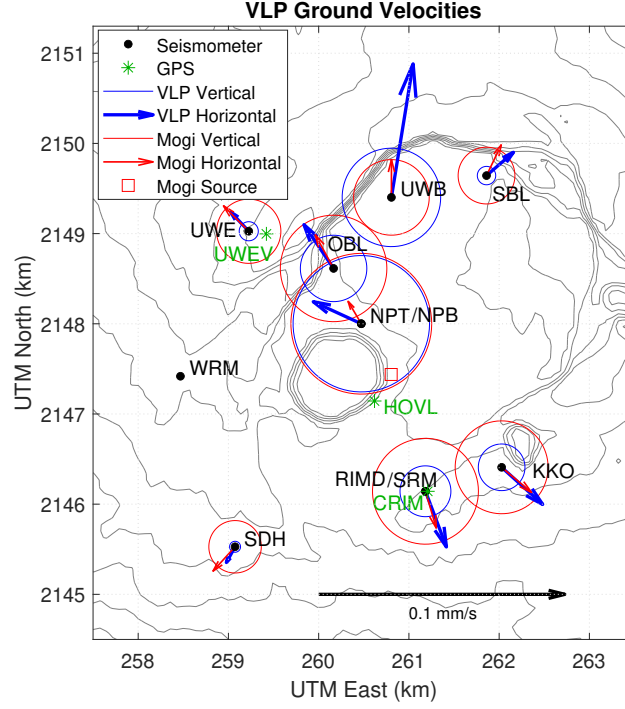 VLP Ground Velocities
Seismometer
GPS
VLP Vertical
VLP Horizontal
Mogi Vertical
Mogi Horizontal
Mogi Source
UWB
SBL
UWE
UWEV
OBL
NPT/NPB
WRM
HOVL
RIMD/SRM
CRIM
KKO
SDH
0.1 mm/s
2151
2150
2149
2148
2147
2146
2145
UTM North (km)
258 259 260 261 262 263
UTM East (km)